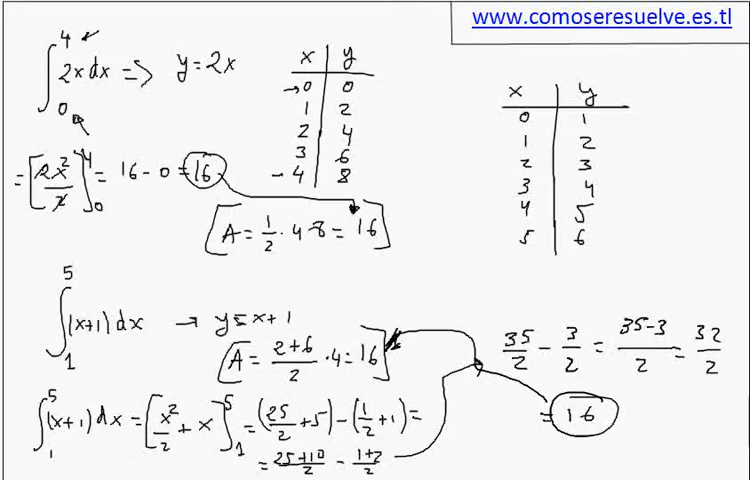 www.comoseresuelve.es.tl
∫₀⁴ 2x dx => y = 2x
x | y
→0 | 0
1 | 2
2 | 4
3 | 6
-4 | 8
= [2x²/2]₀⁴ = 16 - 0 = 16
[A = 1/2 · 4 · 8 = 16]
x | y
0 | 1
1 | 2
2 | 3
3 | 4
4 | 5
5 | 6
∫₁⁵ (x+1) dx → y = x+1
[A = (2+6)/2 · 4 = 16]
∫₁⁵ (x+1) dx = [x²/2 + x]₁⁵ = (25/2 + 5) - (1/2 + 1) =
= (25+10)/2 - (1+2)/2
35/2 - 3/2 = (35-3)/2 = 32/2
= 16